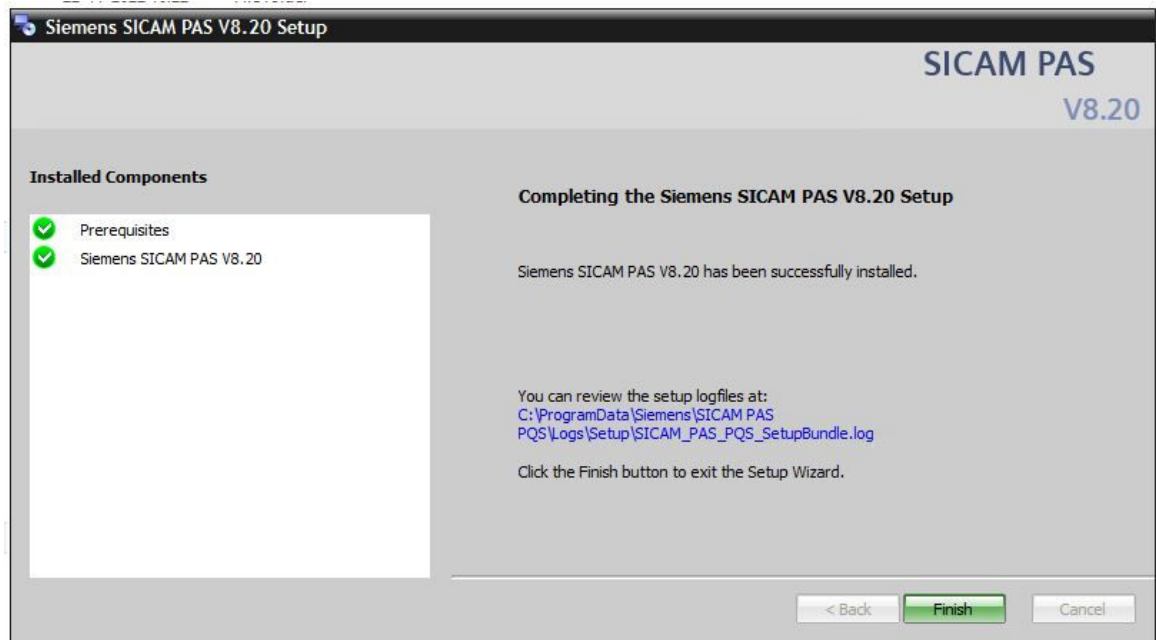 Siemens SICAM PAS V8.20 Setup
SICAM PAS
V8.20
Installed Components
Prerequisites
Siemens SICAM PAS V8.20
Completing the Siemens SICAM PAS V8.20 Setup
Siemens SICAM PAS V8.20 has been successfully installed.
You can review the setup logfiles at:
C:\ProgramData\Siemens\SICAM PAS
PQS\Logs\Setup\SICAM_PAS_PQS_SetupBundle.log
Click the Finish button to exit the Setup Wizard.
< Back
Finish
Cancel